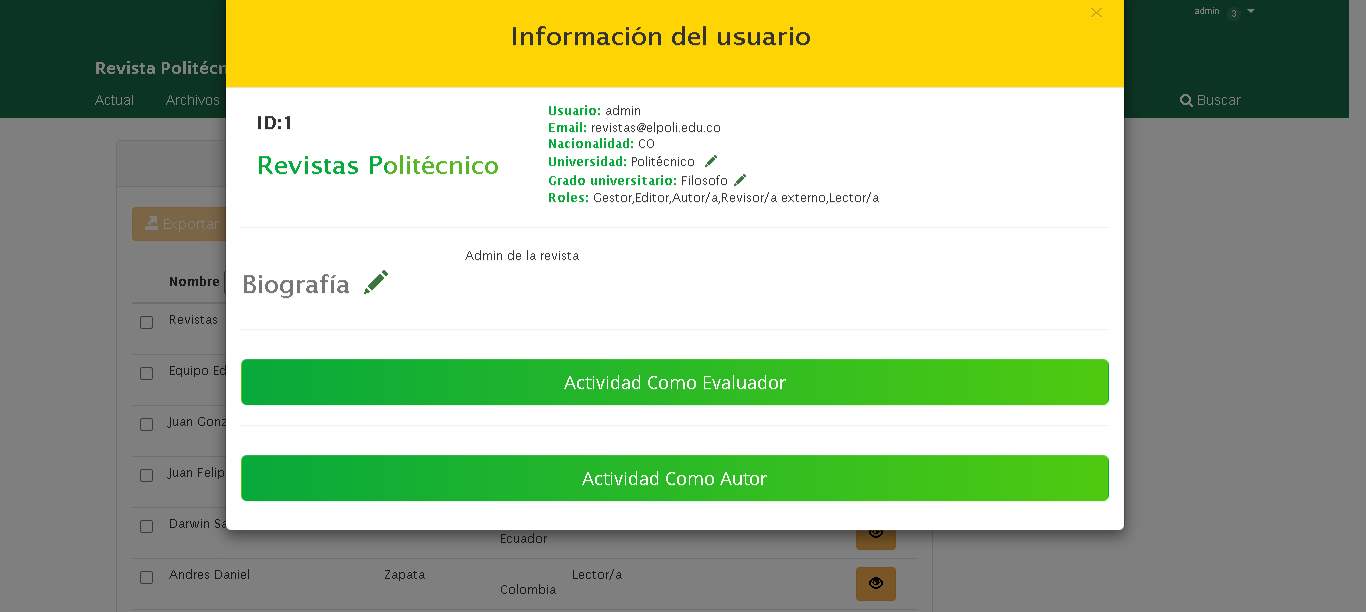 admin 3
Información del usuario
Revista Politécn
Actual Archivos
Buscar
ID:1
Revistas Politécnico
Usuario: admin
Email: revistas@elpoli.edu.co
Nacionalidad: CO
Universidad: Politécnico
Grado universitario: Filosofo
Roles: Gestor,Editor,Autor/a,Revisor/a externo,Lector/a
Exportar
Admin de la revista
Biografía
Nombre
Revistas
Equipo Ed
Actividad Como Evaluador
Juan Gonz
Juan Felip
Actividad Como Autor
Darwin Sa
Ecuador
Andres Daniel Zapata Lector/a
Colombia